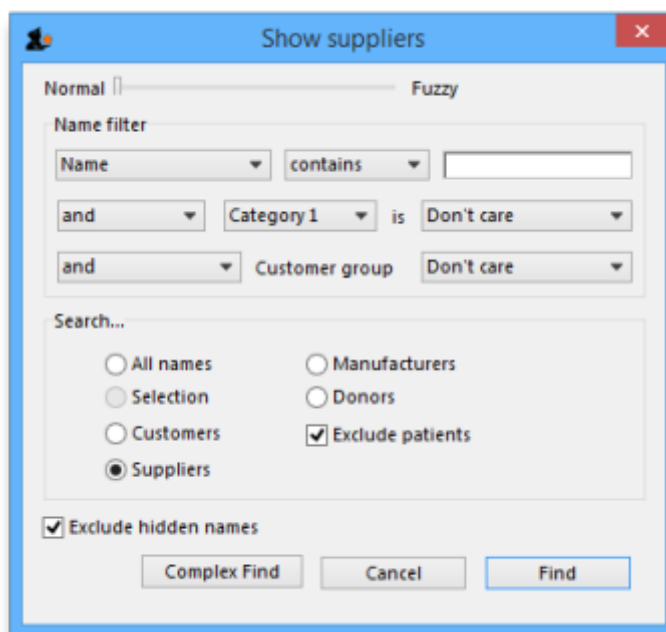 Show suppliers
Normal Fuzzy
Name filter
Name contains
and Category 1 is Don't care
and Customer group Don't care
Search...
All names Manufacturers
Selection Donors
Customers Exclude patients
Suppliers
Exclude hidden names
Complex Find Cancel Find